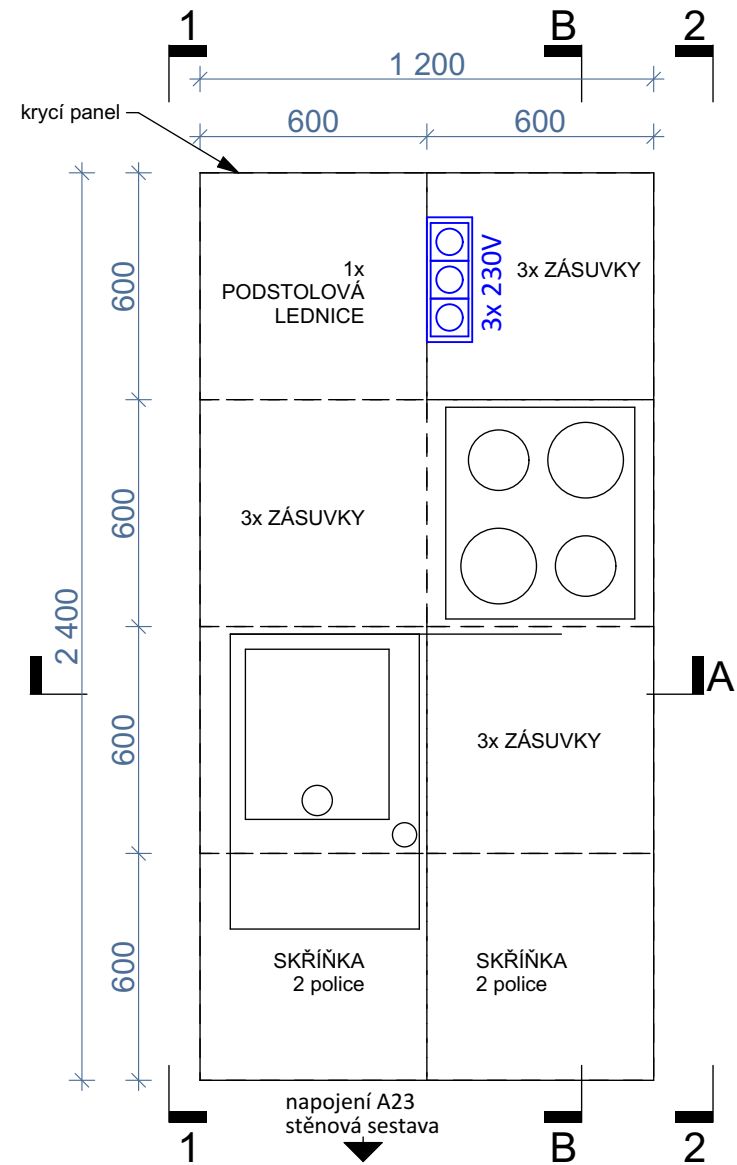 1
B
2
1 200
krycí panel
600
600
600
1x
PODSTOLOVÁ
LEDNICE
3x 230V
3x ZÁSUVKY
600
3x ZÁSUVKY
2 400
A
600
3x ZÁSUVKY
600
SKŘÍŇKA
2 police
SKŘÍŇKA
2 police
napojení A23
stěnová sestava
1
B
2